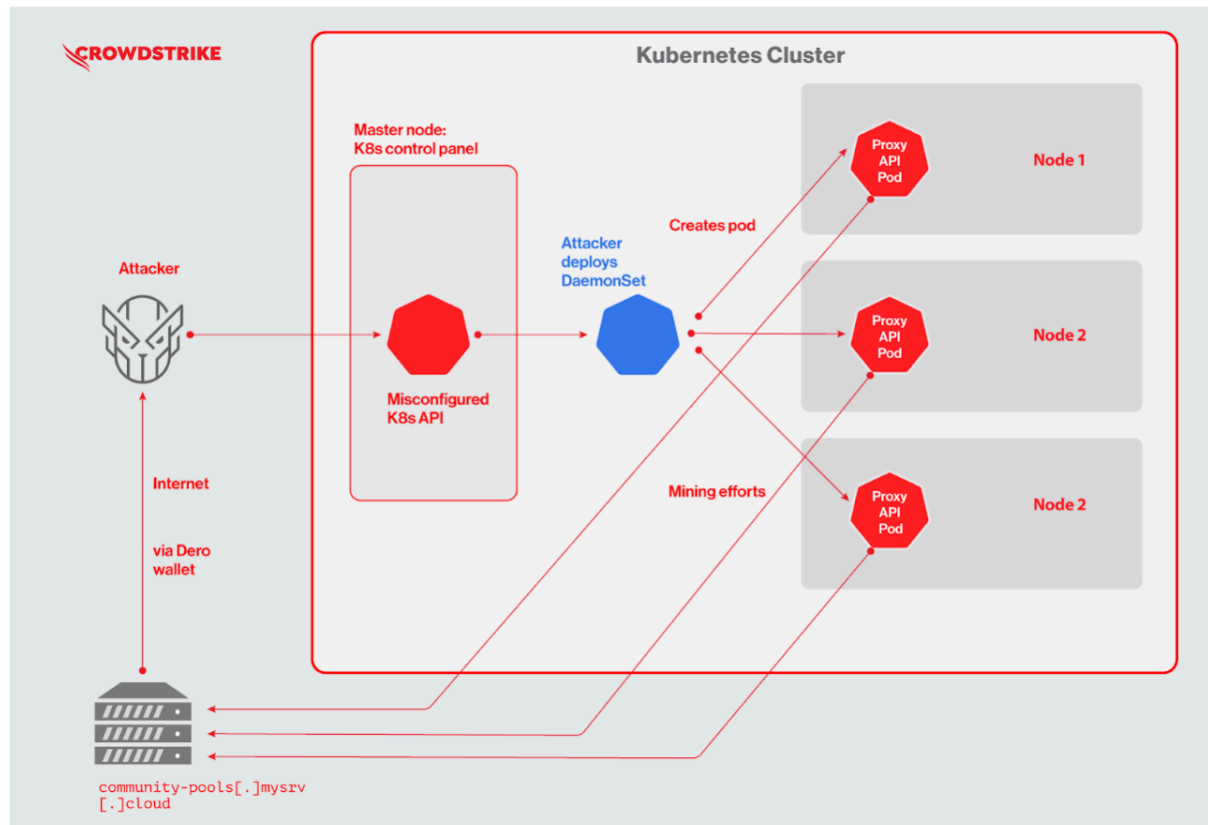 CROWDSTRIKE
Kubernetes Cluster
Master node:
K8s control panel
Proxy
API
Pod
Node 1
Creates pod
Attacker
deploys
DaemonSet
Attacker
Proxy
API
Pod
Node 2
Misconfigured
K8s API
Internet
Mining efforts
Proxy
API
Pod
Node 2
via Dero
wallet
community-pools[.]mysrv
[.]cloud